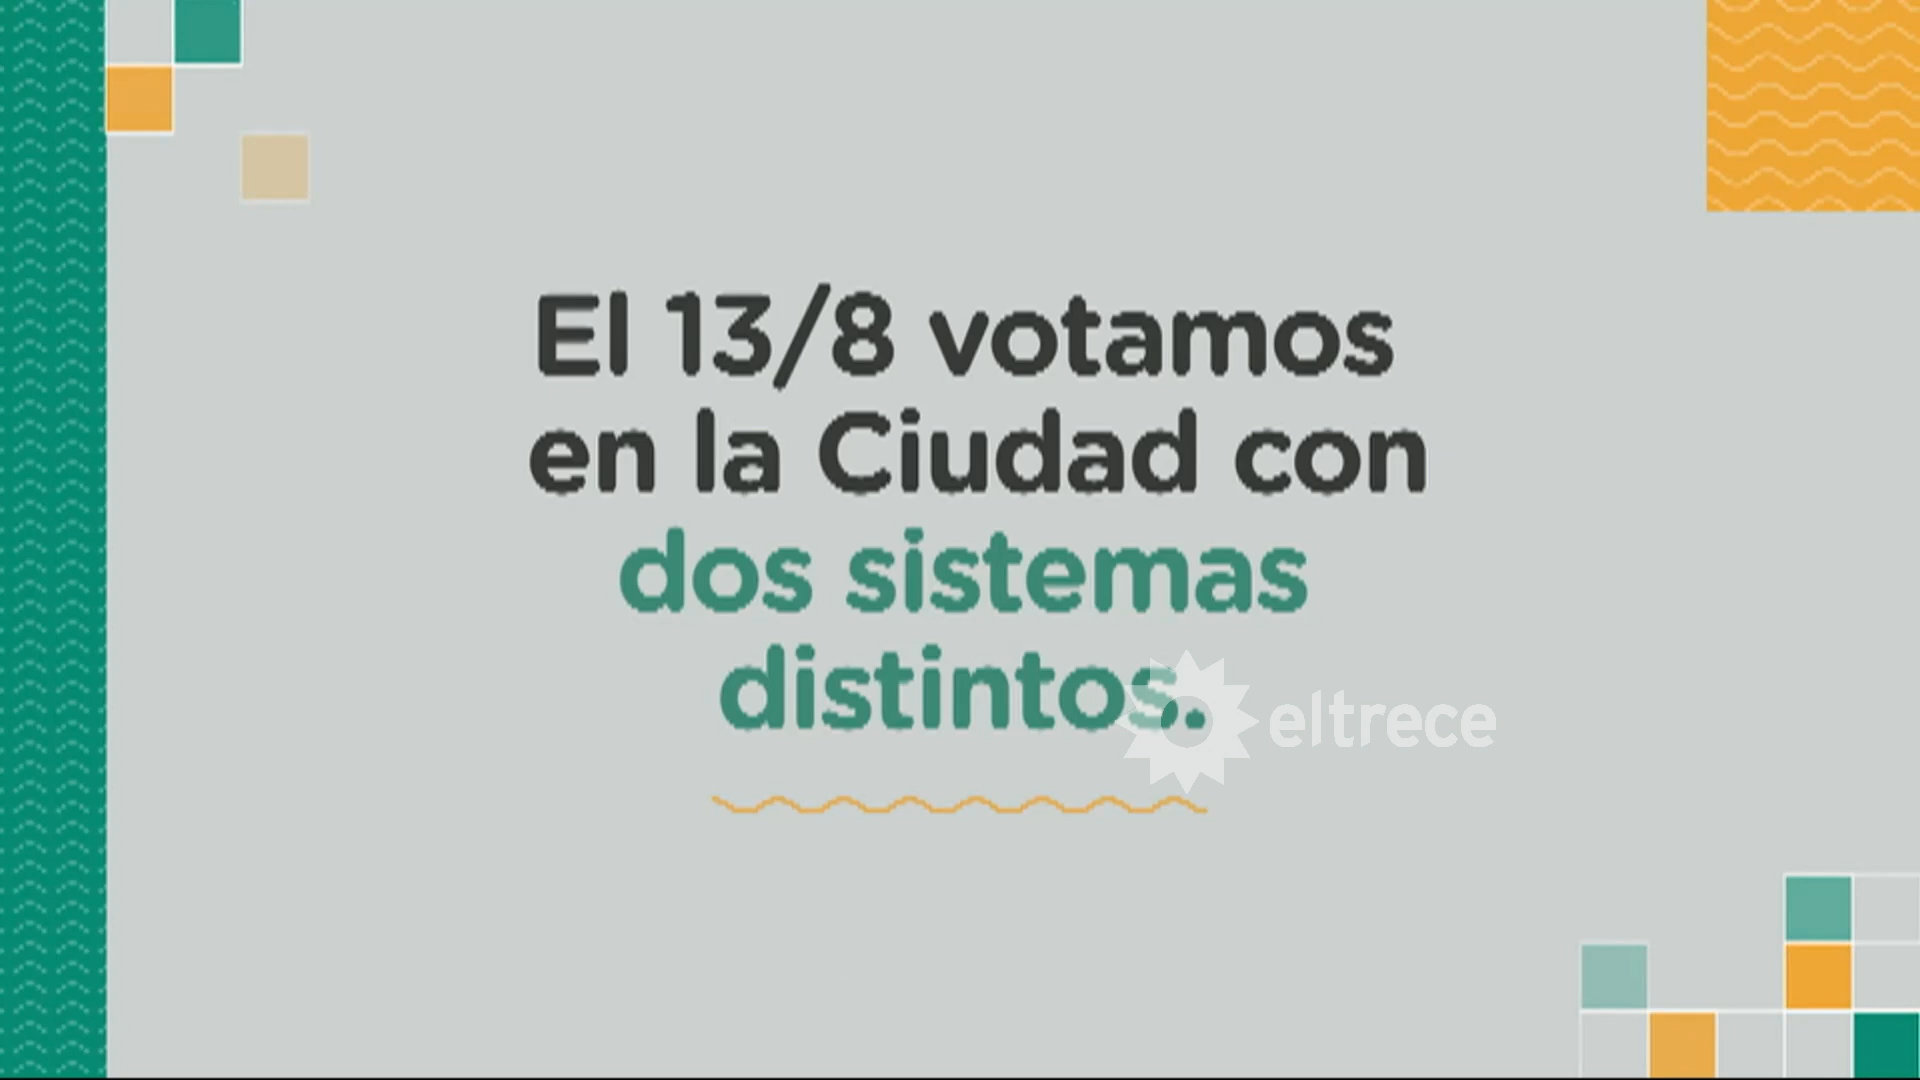 El 13/8 votamos
en la Ciudad con
dos sistemas
distintos.
eltrece